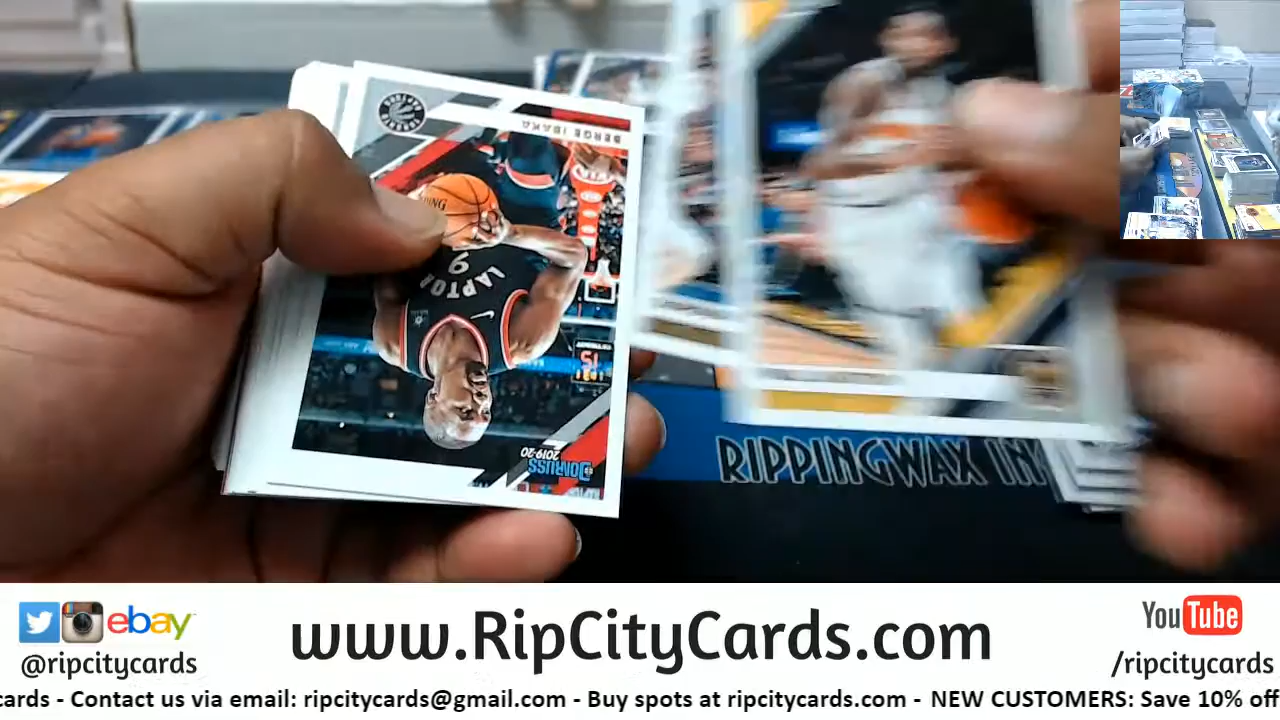 SERGE IBAKA
RAPTORS
9
15
DONRUSS
2019-20
RIPPINGWAX IN
ebay
@ripcitycards
www.RipCityCards.com
YouTube
/ripcitycards
cards - Contact us via email: ripcitycards@gmail.com - Buy spots at ripcitycards.com - NEW CUSTOMERS: Save 10% off